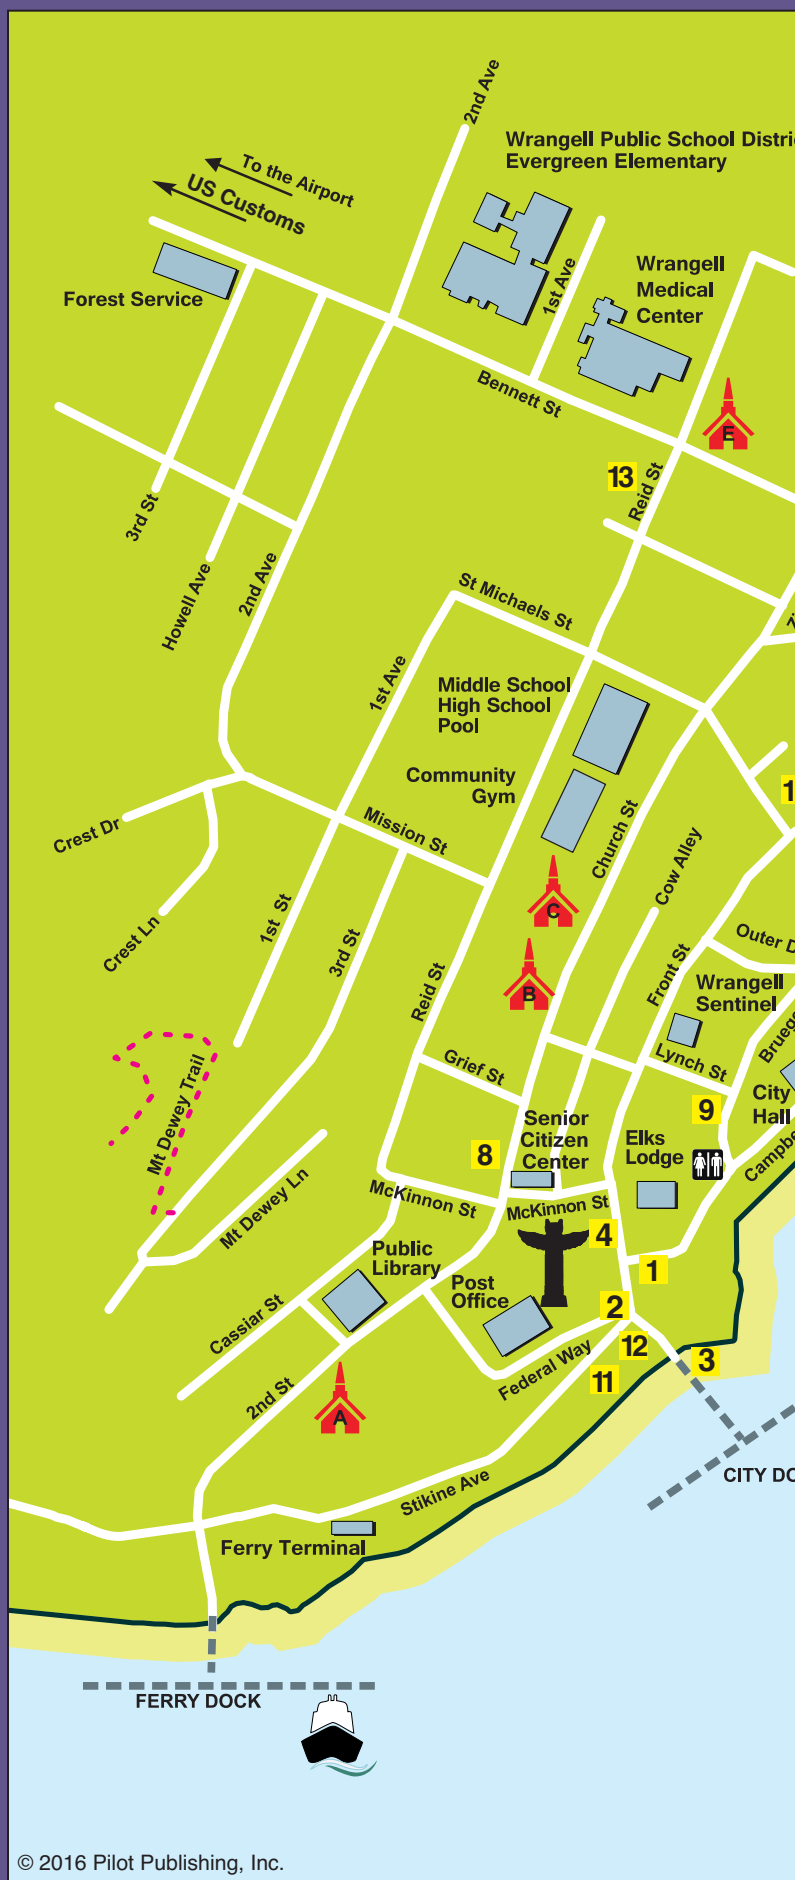 2nd Ave
Wrangell Public School Distri
Evergreen Elementary
To the Airport
US Customs
Forest Service
1st Ave
Wrangell
Medical
Center
Bennett St
E
13
Reid St
3rd St
Howell Ave
2nd Ave
St Michaels St
1st Ave
Middle School
High School
Pool
Community
Gym
1
Crest Dr
Mission St
Church St
Cow Alley
Crest Ln
1st St
3rd St
C
B
Reid St
Front St
Outer D
Wrangell
Sentinel
Brueg
Lynch St
Mt Dewey Trail
Grief St
City
Hall
9
Senior
Citizen
Center
8
Elks
Lodge
Campbe
McKinnon St
McKinnon St
Mt Dewey Ln
4
Public
Library
1
Post
Office
2
Cassiar St
12
3
Federal Way
11
2nd St
A
CITY DO
Stikine Ave
Ferry Terminal
FERRY DOCK
© 2016 Pilot Publishing, Inc.